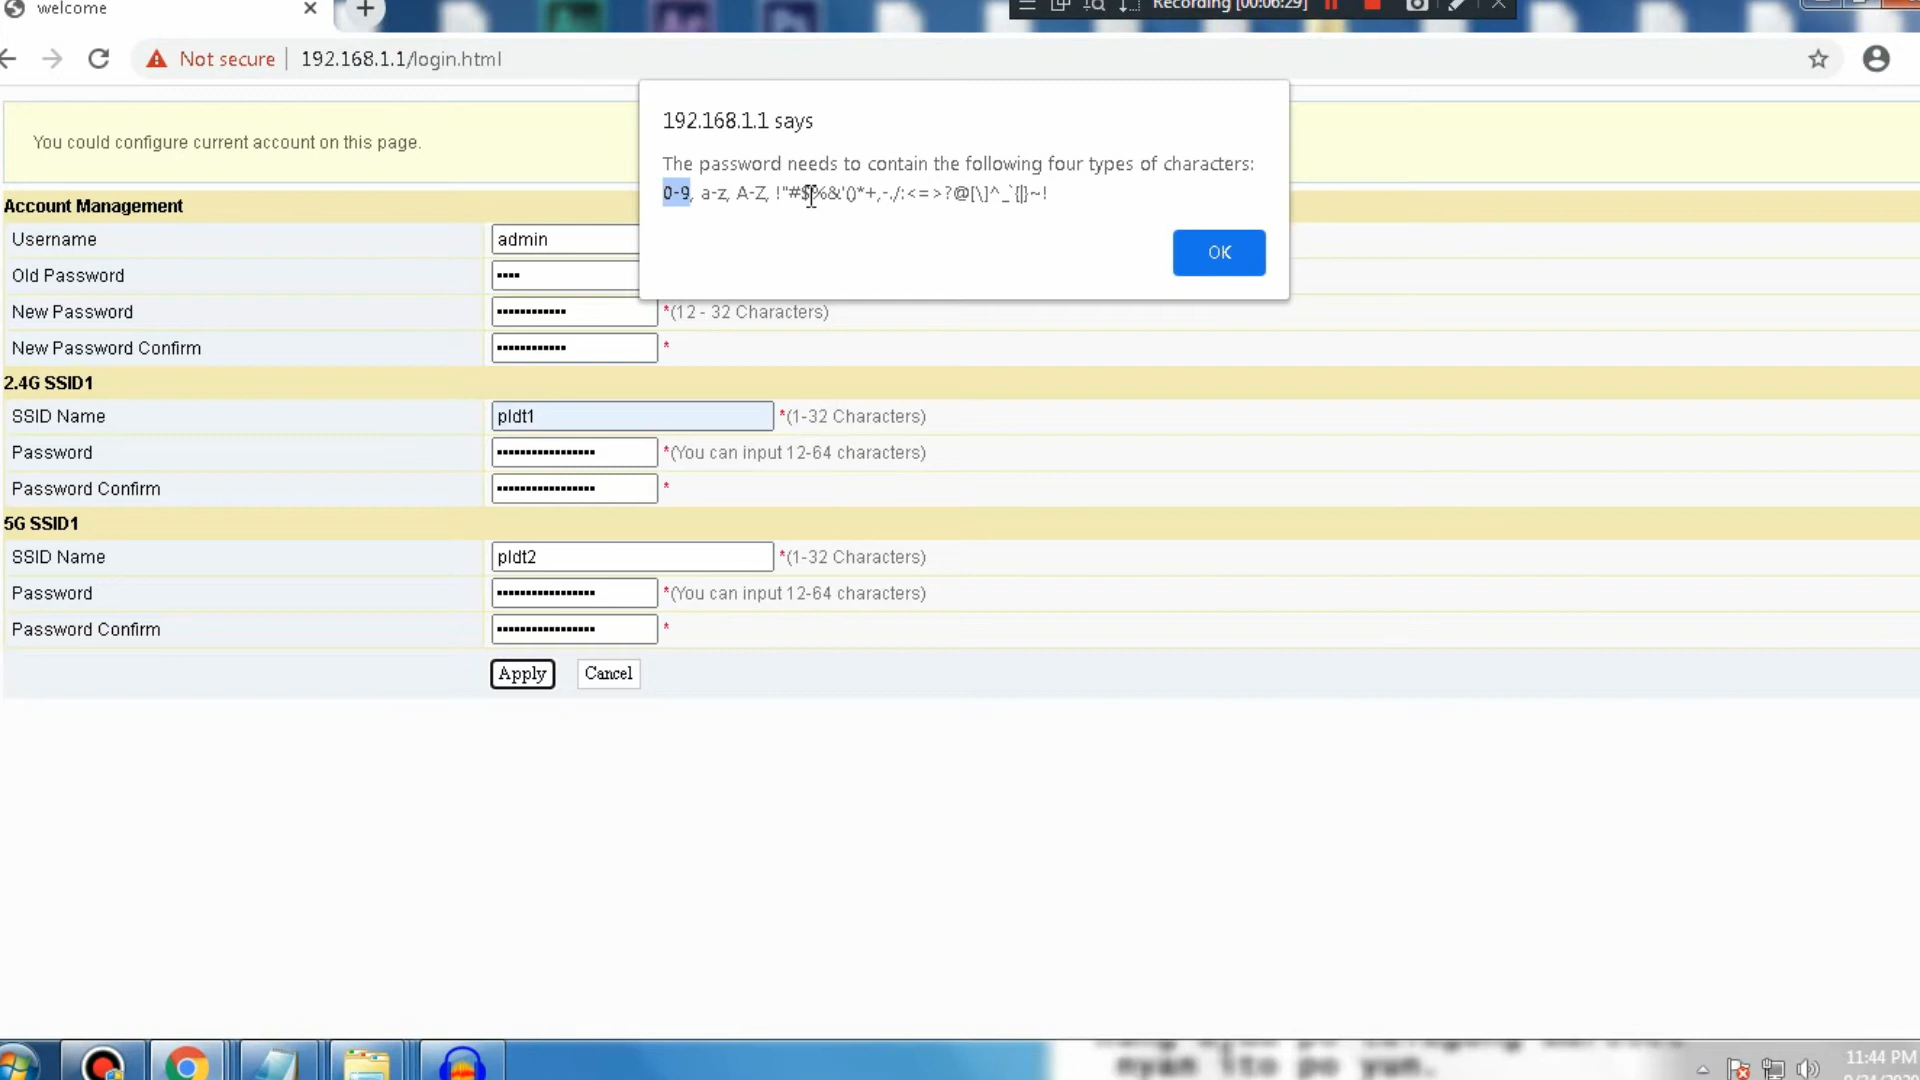 welcome
Recording [00:06:29]
Not secure
192.168.1.1/login.html
192.168.1.1 says
The password needs to contain the following four types of characters:
0-9, a-z, A-Z, !"#$%&'()*+,-./:<=>?@[\]^_`{|}~!
OK
You could configure current account on this page.
Account Management
Username admin
Old Password ••••
New Password •••••••••••• *(12 - 32 Characters)
New Password Confirm •••••••••••• *
2.4G SSID1
SSID Name pldt1 *(1-32 Characters)
Password ••••••••••••••••• *(You can input 12-64 characters)
Password Confirm ••••••••••••••••• *
5G SSID1
SSID Name pldt2 *(1-32 Characters)
Password ••••••••••••••••• *(You can input 12-64 characters)
Password Confirm ••••••••••••••••• *
Apply Cancel
nyan ito po yun.
11:44 PM